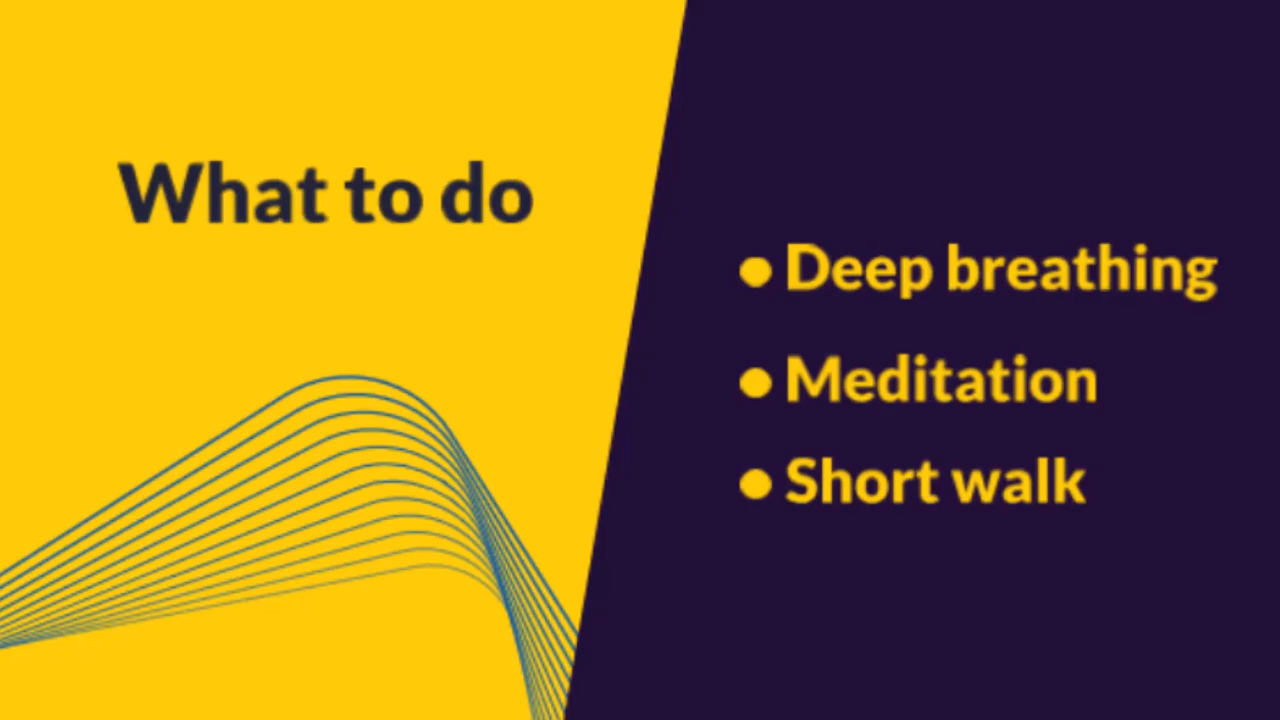 What to do
• Deep breathing
• Meditation
• Short walk